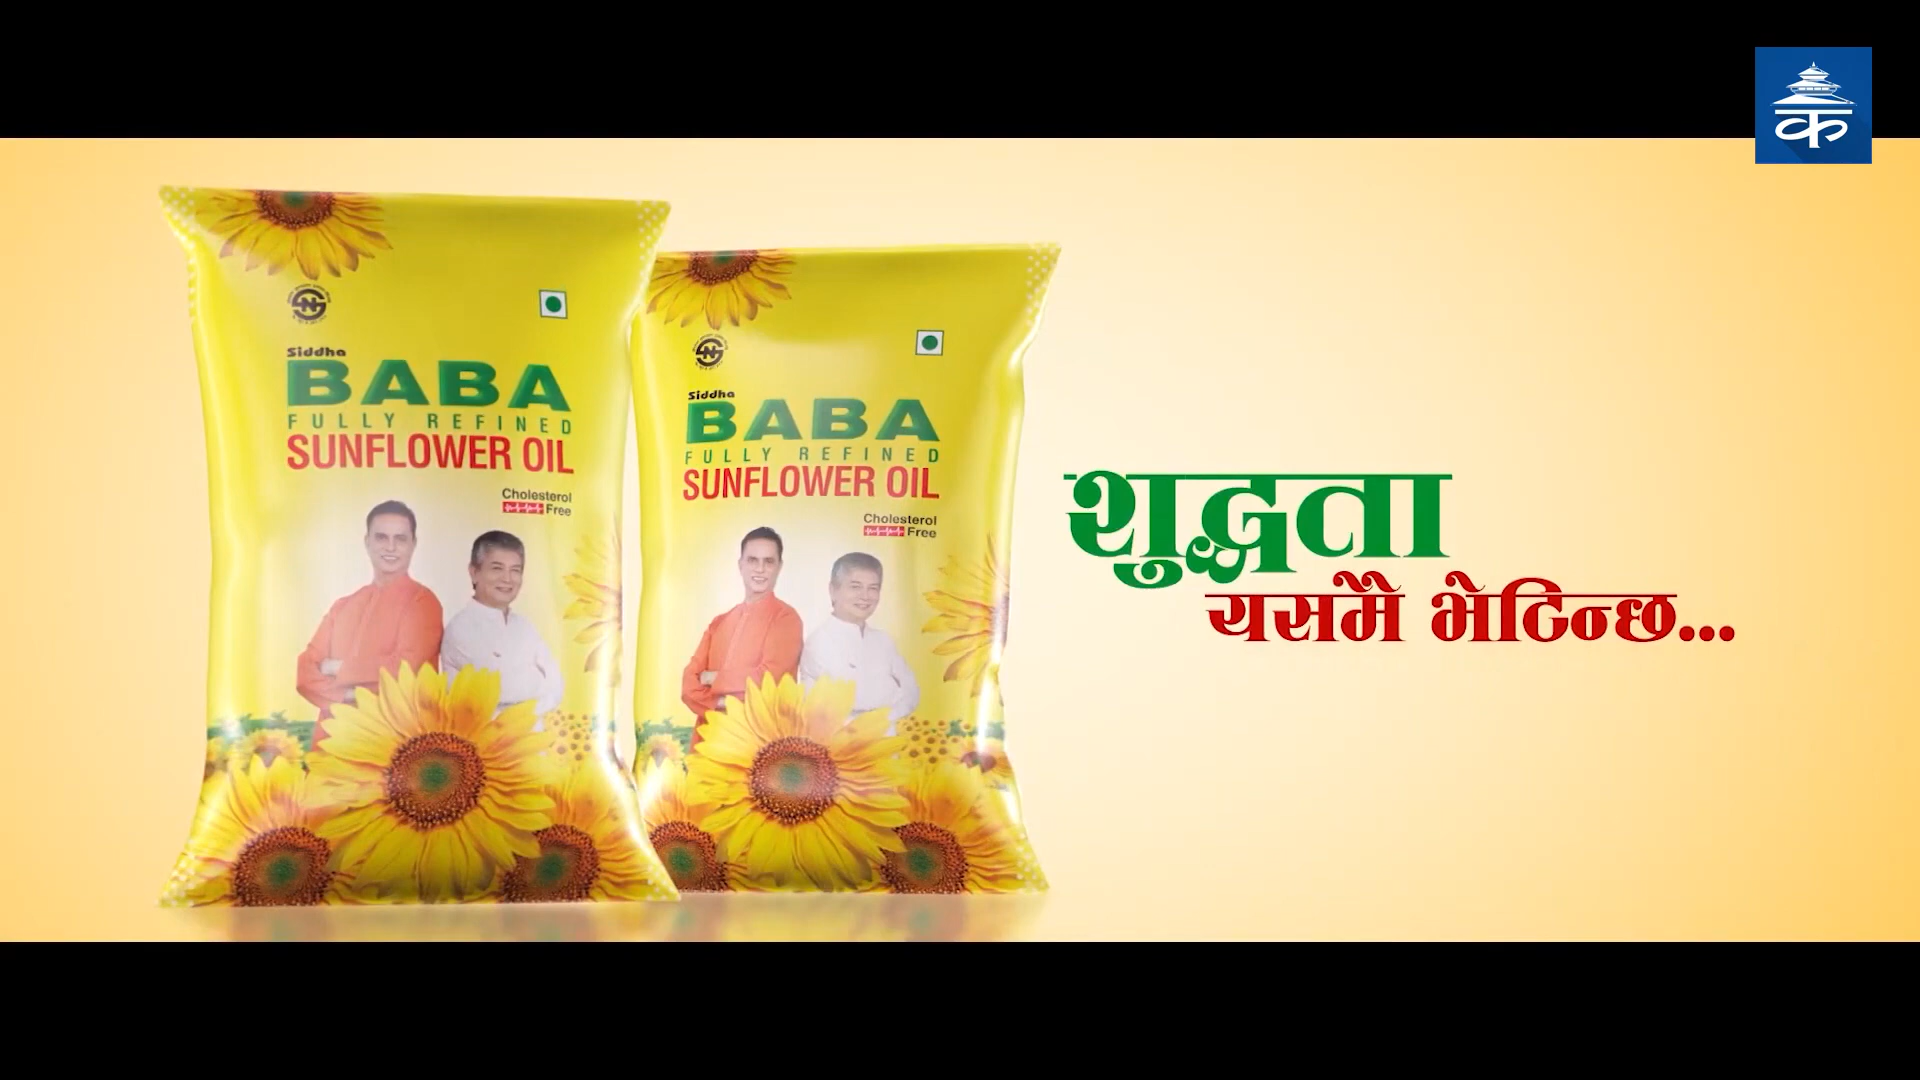 क
Siddha
BABA
FULLY REFINED
SUNFLOWER OIL
Cholesterol
Free
Siddha
BABA
FULLY REFINED
SUNFLOWER OIL
Cholesterol
Free
शुद्धता
यसमै भेटिन्छ...